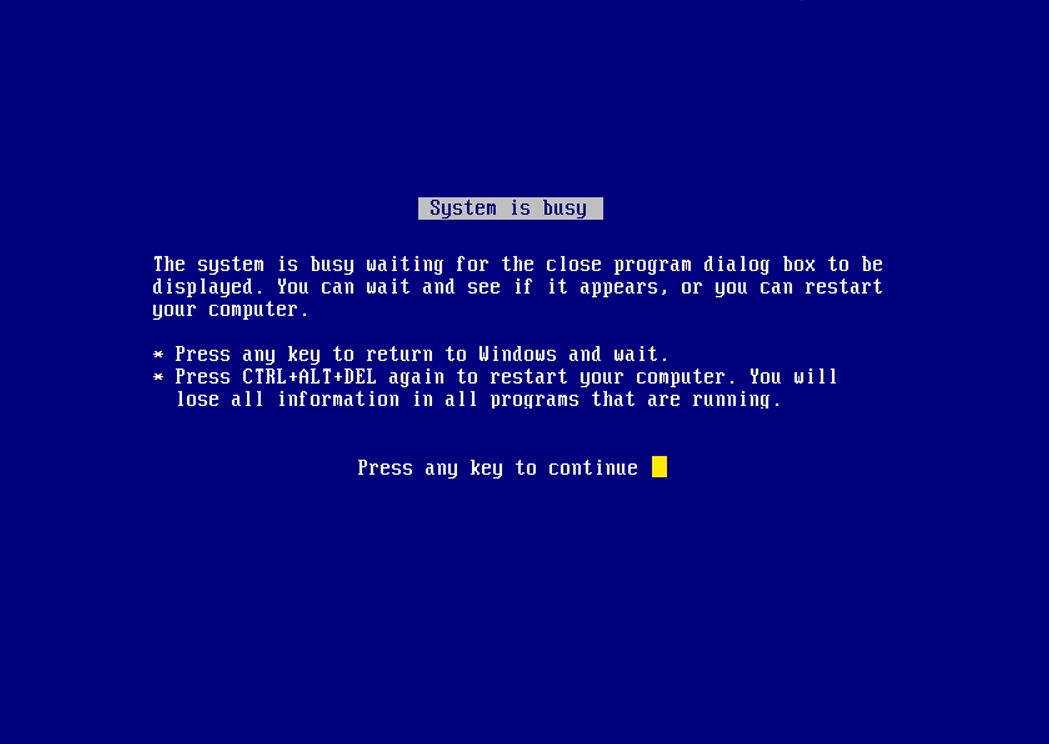 System is busy
The system is busy waiting for the close program dialog box to be
displayed. You can wait and see if it appears, or you can restart
your computer.
* Press any key to return to Windows and wait.
* Press CTRL+ALT+DEL again to restart your computer. You will
lose all information in all programs that are running.
Press any key to continue